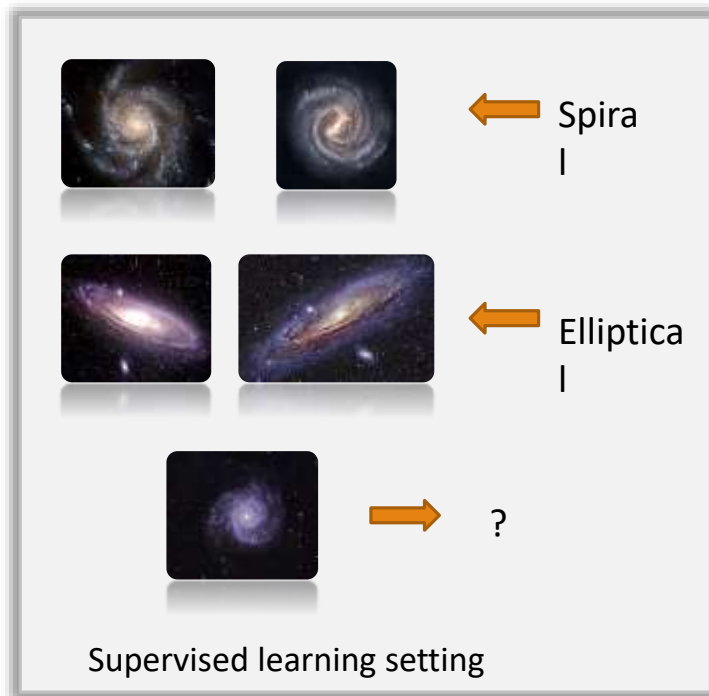 Spira
l
Elliptica
l
?
Supervised learning setting